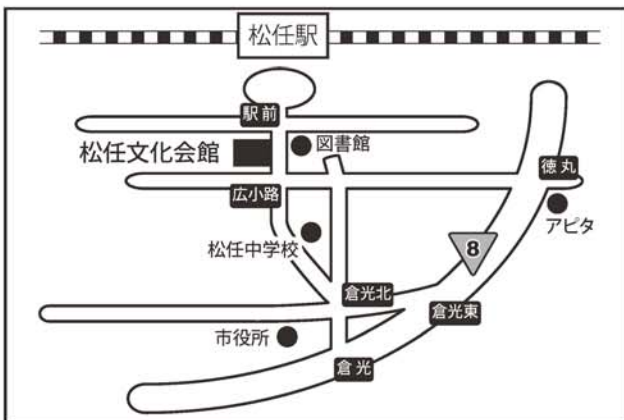 松任駅
駅前
図書館
松任文化会館
徳丸
広小路
アピタ
松任中学校
8
倉光北
倉光東
市役所
倉光